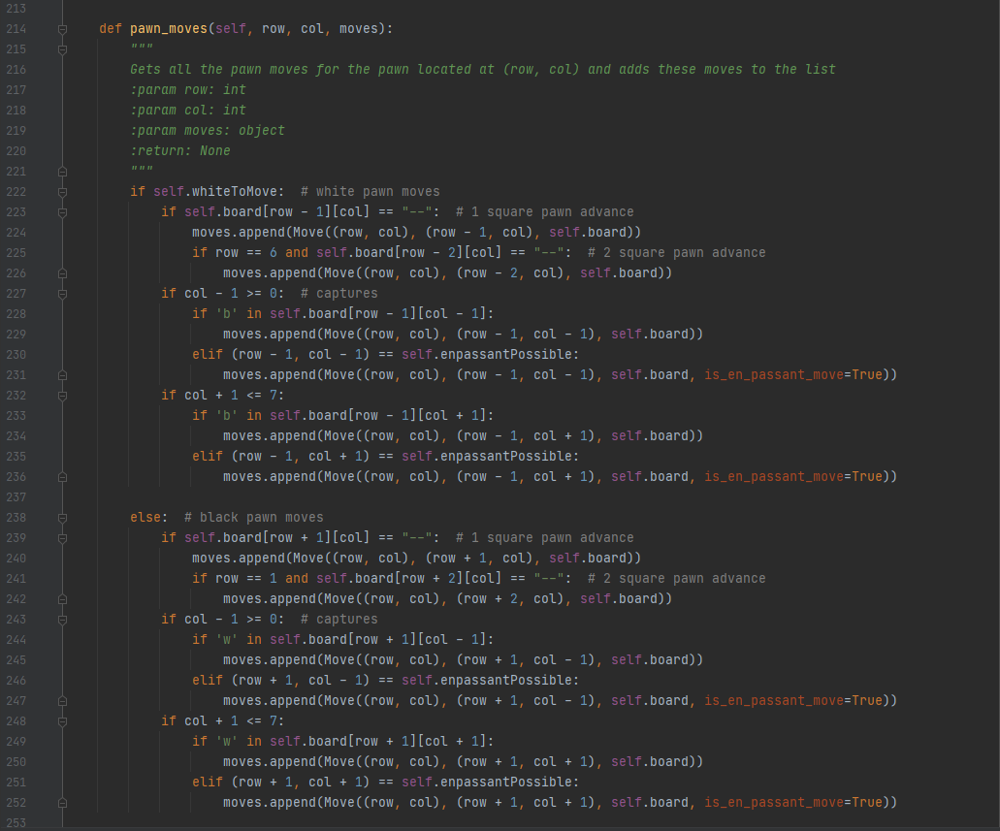 213
214 def pawn_moves(self, row, col, moves):
215 """
216 Gets all the pawn moves for the pawn located at (row, col) and adds these moves to the list
217 :param row: int
218 :param col: int
219 :param moves: object
220 :return: None
221 """
222 if self.whiteToMove:  # white pawn moves
223 if self.board[row - 1][col] == "--":  # 1 square pawn advance
224 moves.append(Move((row, col), (row - 1, col), self.board))
225 if row == 6 and self.board[row - 2][col] == "--":  # 2 square pawn advance
226 moves.append(Move((row, col), (row - 2, col), self.board))
227 if col - 1 >= 0:  # captures
228 if 'b' in self.board[row - 1][col - 1]:
229 moves.append(Move((row, col), (row - 1, col - 1), self.board))
230 elif (row - 1, col - 1) == self.enpassantPossible:
231 moves.append(Move((row, col), (row - 1, col - 1), self.board, is_en_passant_move=True))
232 if col + 1 <= 7:
233 if 'b' in self.board[row - 1][col + 1]:
234 moves.append(Move((row, col), (row - 1, col + 1), self.board))
235 elif (row - 1, col + 1) == self.enpassantPossible:
236 moves.append(Move((row, col), (row - 1, col + 1), self.board, is_en_passant_move=True))
237
238 else:  # black pawn moves
239 if self.board[row + 1][col] == "--":  # 1 square pawn advance
240 moves.append(Move((row, col), (row + 1, col), self.board))
241 if row == 1 and self.board[row + 2][col] == "--":  # 2 square pawn advance
242 moves.append(Move((row, col), (row + 2, col), self.board))
243 if col - 1 >= 0:  # captures
244 if 'w' in self.board[row + 1][col - 1]:
245 moves.append(Move((row, col), (row + 1, col - 1), self.board))
246 elif (row + 1, col - 1) == self.enpassantPossible:
247 moves.append(Move((row, col), (row + 1, col - 1), self.board, is_en_passant_move=True))
248 if col + 1 <= 7:
249 if 'w' in self.board[row + 1][col + 1]:
250 moves.append(Move((row, col), (row + 1, col + 1), self.board))
251 elif (row + 1, col + 1) == self.enpassantPossible:
252 moves.append(Move((row, col), (row + 1, col + 1), self.board, is_en_passant_move=True))
253